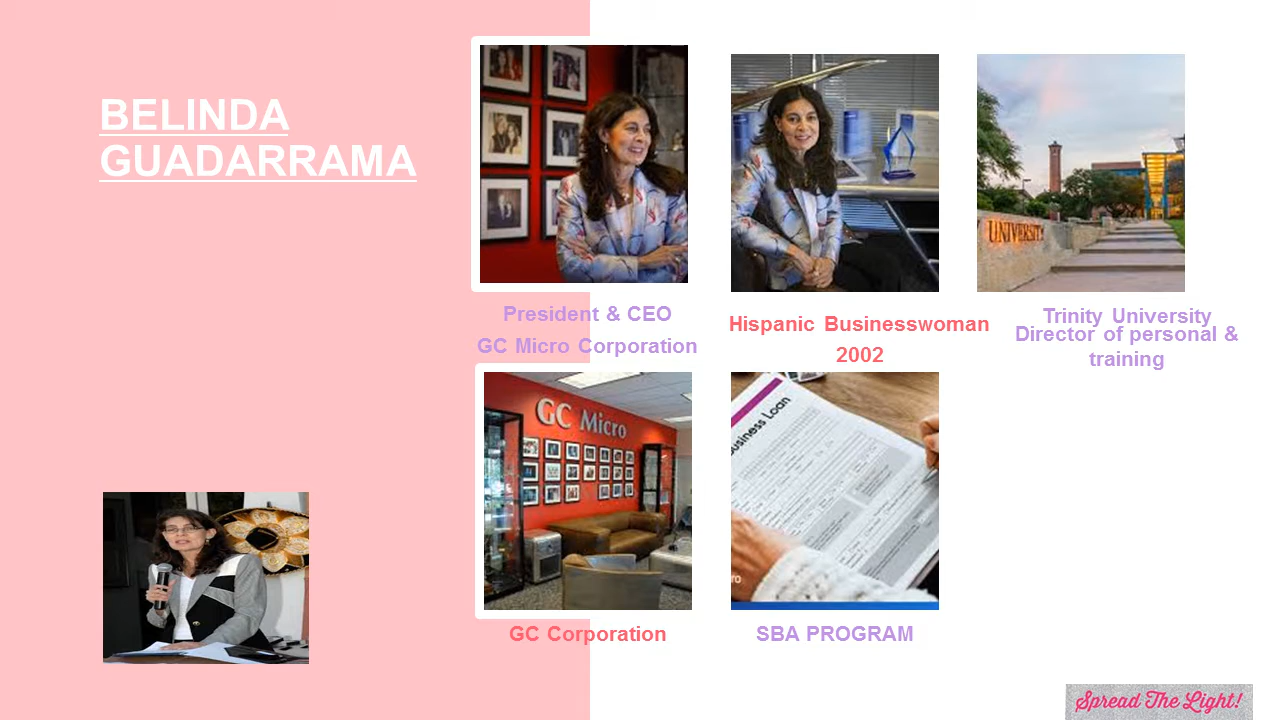 BELINDA
GUADARRAMA
UNIVERSITY
President & CEO
GC Micro Corporation
Hispanic Businesswoman
2002
Trinity University
Director of personal &
training
GC Micro
Business Loan
GC Corporation
SBA PROGRAM
Spread The Light!